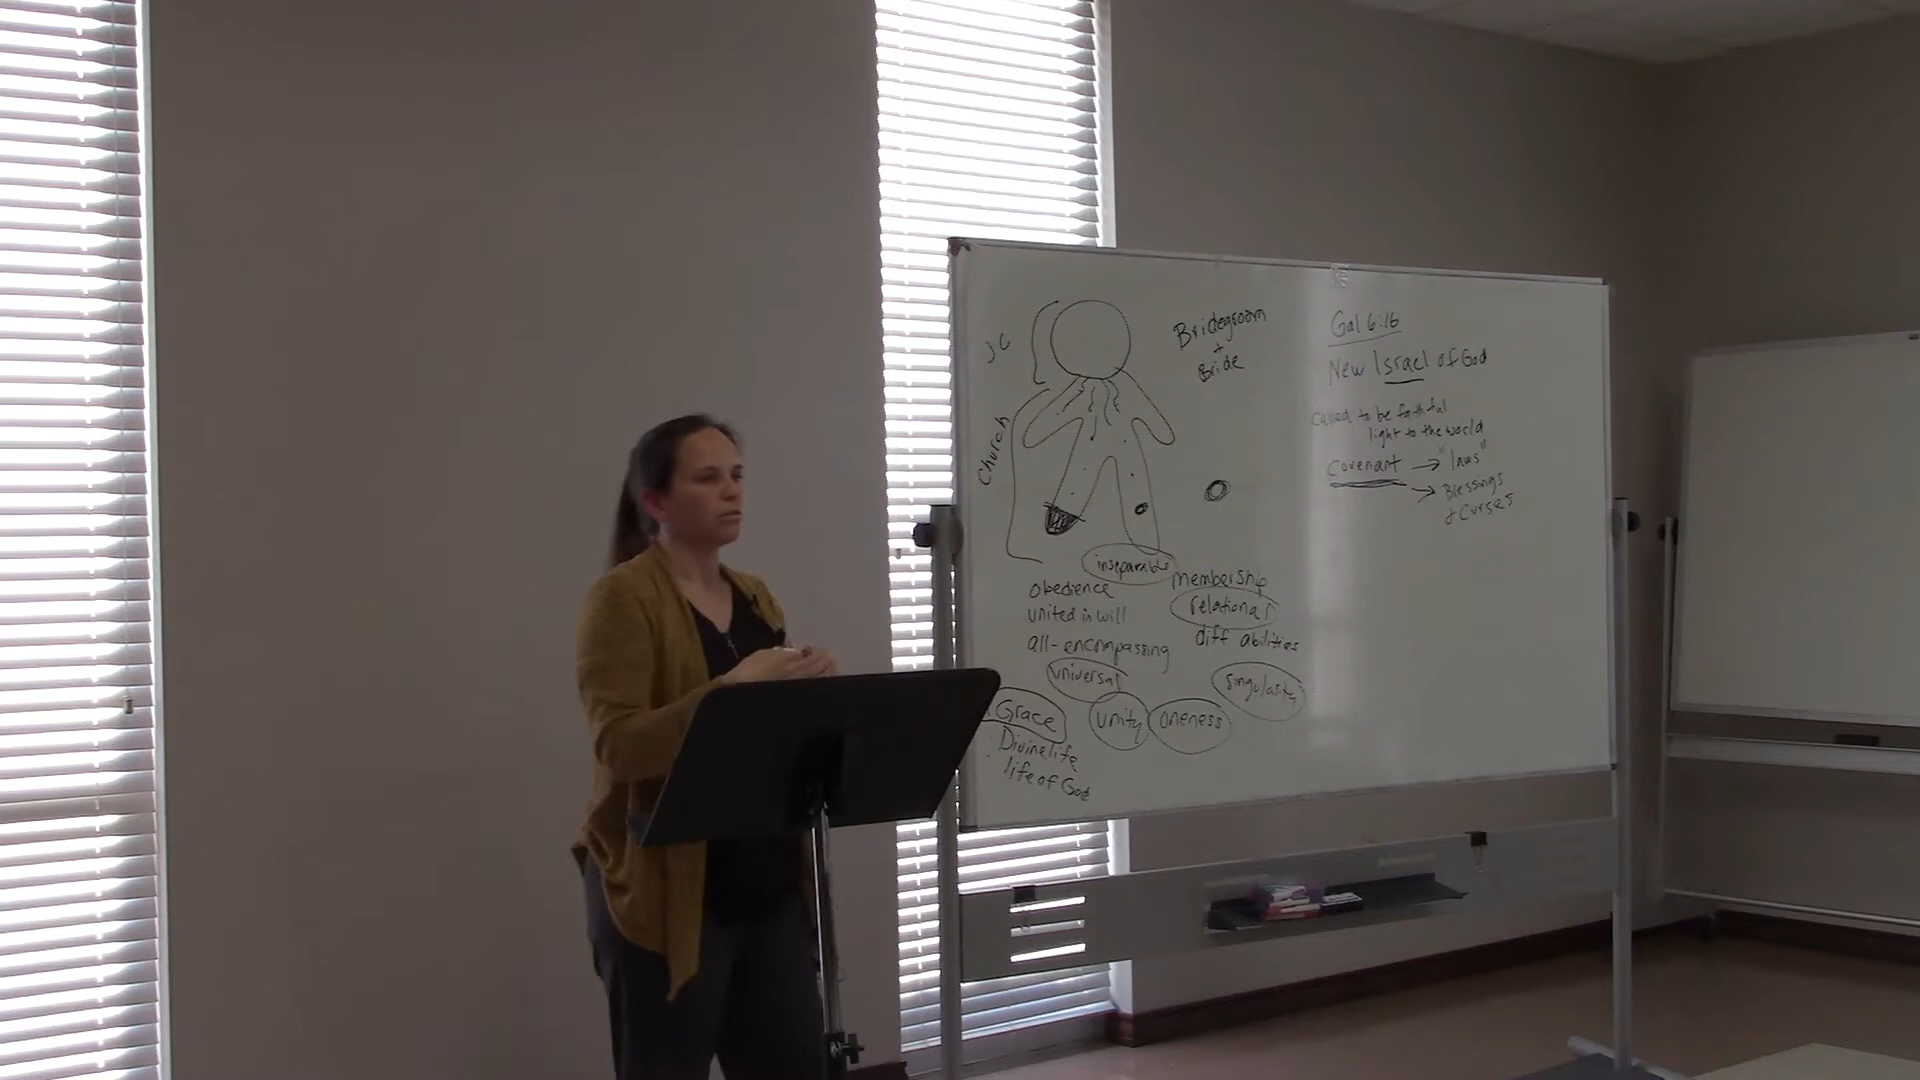 JC
Church
Bridegroom
+
Bride
inseparable
obedience
united in will
all-encompassing
universal
membership
relational
diff abilities
singularity
unity
oneness
Grace
Divine life
life of God
Gal 6:16
New Israel of God
Called to be faithful
light to the world
Covenant → "laws"
→ Blessings
+ Curses